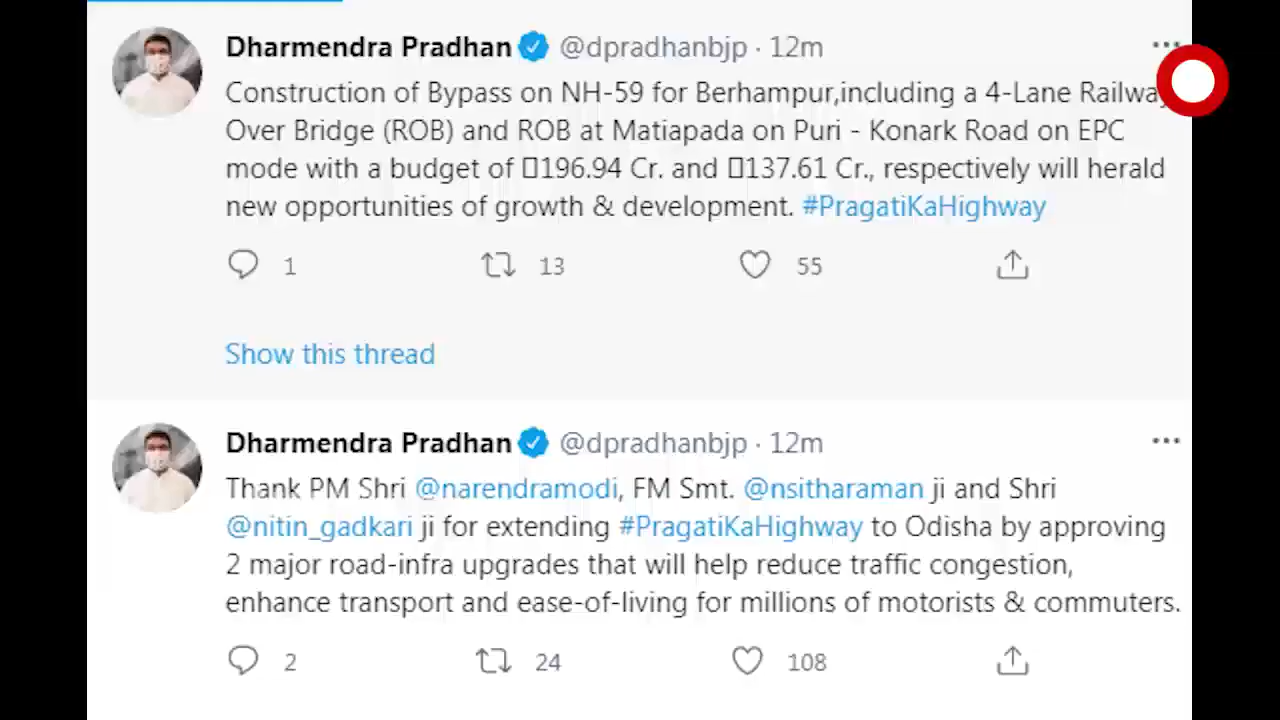 Dharmendra Pradhan @dpradhanbjp · 12m
Construction of Bypass on NH-59 for Berhampur,including a 4-Lane Railway
Over Bridge (ROB) and ROB at Matiapada on Puri - Konark Road on EPC
mode with a budget of ▯196.94 Cr. and ▯137.61 Cr., respectively will herald
new opportunities of growth & development. #PragatiKaHighway
1 13 55
Show this thread
Dharmendra Pradhan @dpradhanbjp · 12m
Thank PM Shri @narendramodi, FM Smt. @nsitharaman ji and Shri
@nitin_gadkari ji for extending #PragatiKaHighway to Odisha by approving
2 major road-infra upgrades that will help reduce traffic congestion,
enhance transport and ease-of-living for millions of motorists & commuters.
2 24 108